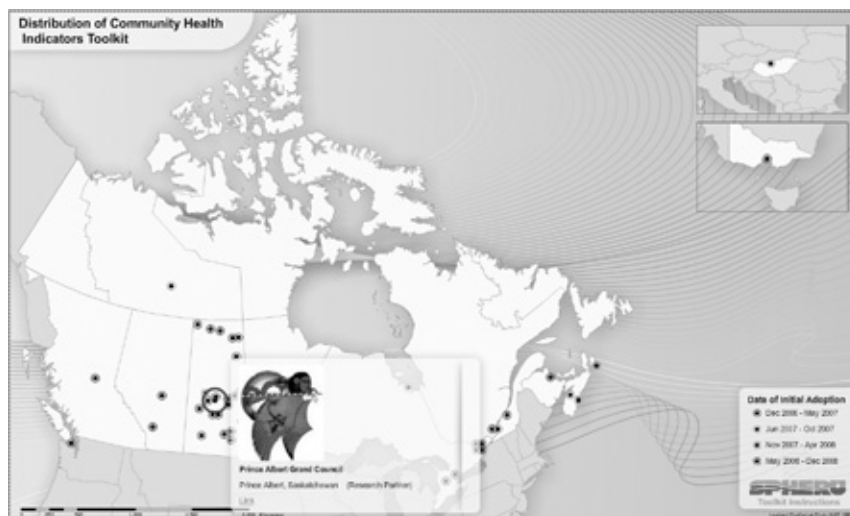 Distribution of Community Health
Indicators Toolkit
Prince Albert Grand Council
Prince Albert, Saskatchewan (Research Partner)
Date of Initial Adoption
Dec 2006 - May 2007
Jun 2007 - Oct 2007
Nov 2007 - Apr 2008
May 2008 - Dec 2008
SPHERU
Toolkit Instructions